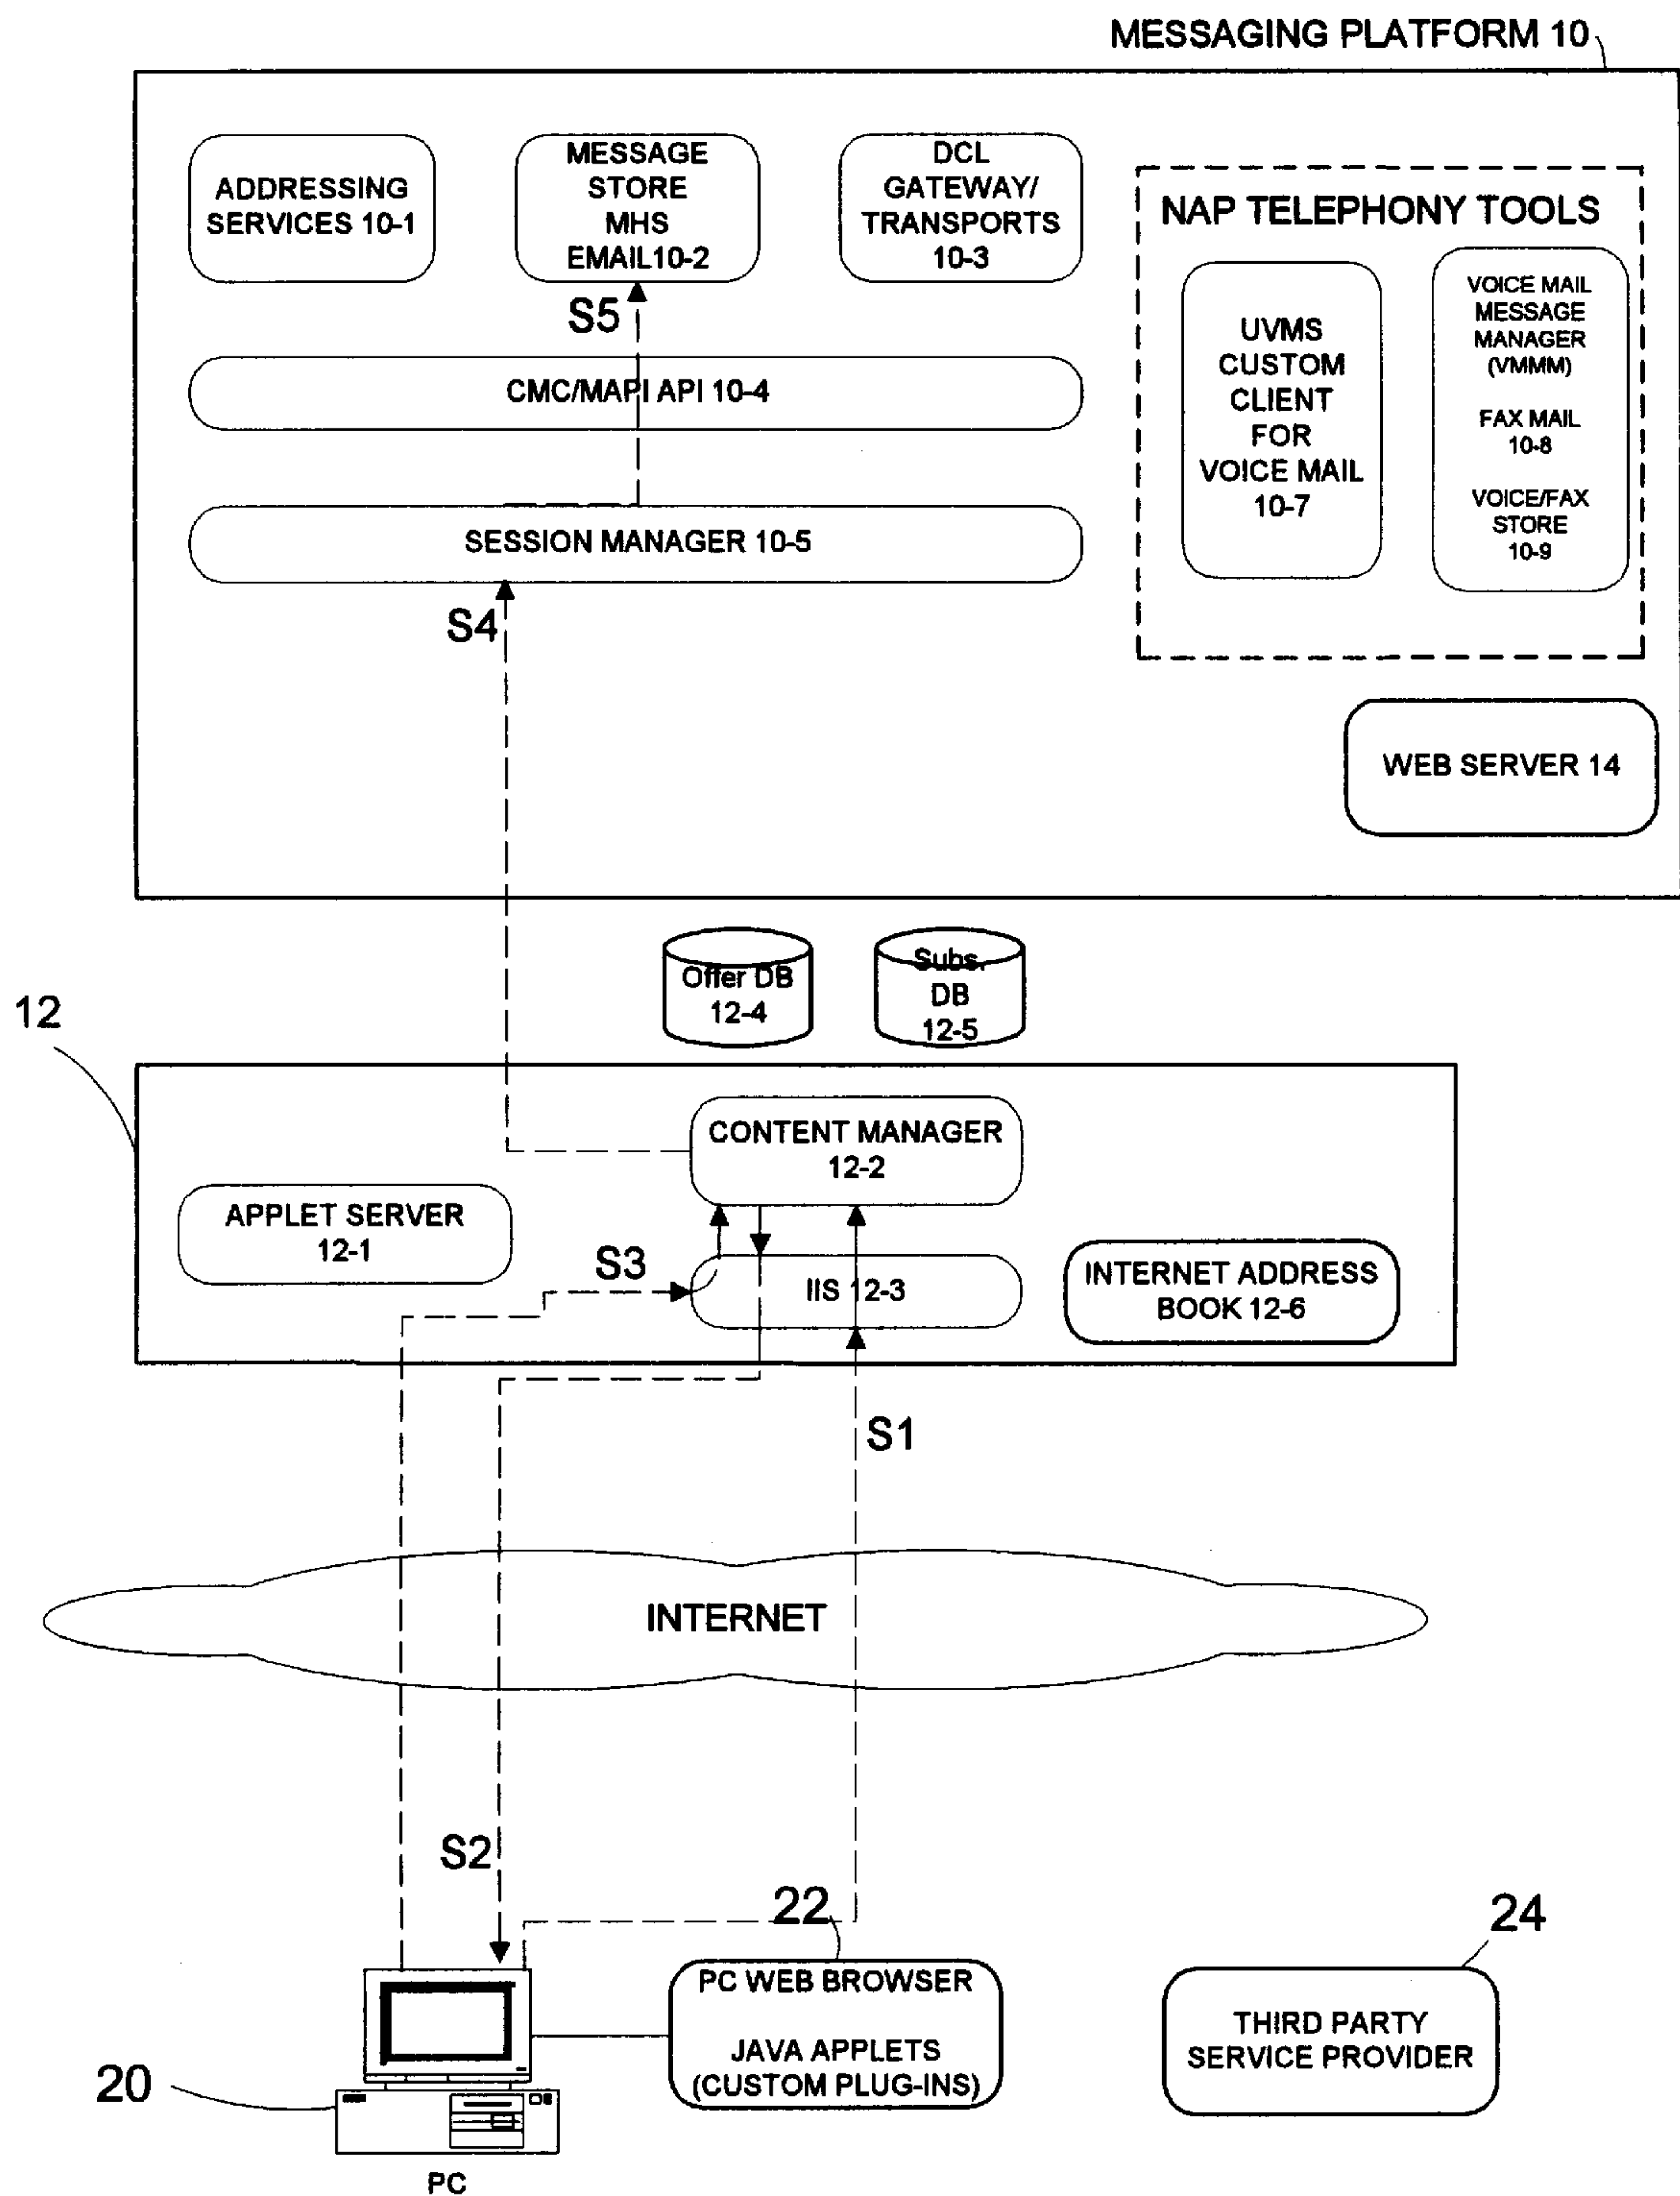 MESSAGING PLATFORM 10
ADDRESSING
SERVICES 10-1
MESSAGE
STORE
MHS
EMAIL10-2
DCL
GATEWAY/
TRANSPORTS
10-3
NAP TELEPHONY TOOLS
UVMS
CUSTOM
CLIENT
FOR
VOICE MAIL
10-7
VOICE MAIL
MESSAGE
MANAGER
(VMMM)
FAX MAIL
10-8
VOICE/FAX
STORE
10-9
S5
CMC/MAPI API 10-4
SESSION MANAGER 10-5
S4
WEB SERVER 14
Offer DB
12-4
Subs.
DB
12-5
12
CONTENT MANAGER
12-2
APPLET SERVER
12-1
S3
IIS 12-3
INTERNET ADDRESS
BOOK 12-6
S1
INTERNET
S2
22
24
PC WEB BROWSER
JAVA APPLETS
(CUSTOM PLUG-INS)
THIRD PARTY
SERVICE PROVIDER
20
PC